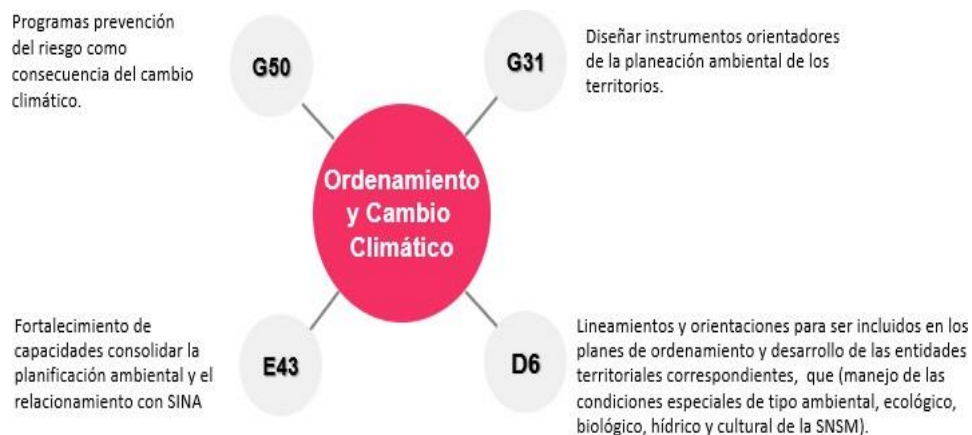 Programas prevención
del riesgo como
consecuencia del cambio
climático.
G50
G31
Diseñar instrumentos orientadores
de la planeación ambiental de los
territorios.
Ordenamiento
y Cambio
Climático
Fortalecimiento de
capacidades consolidar la
planificación ambiental y el
relacionamiento con SINA
E43
D6
Lineamientos y orientaciones para ser incluidos en los
planes de ordenamiento y desarrollo de las entidades
territoriales correspondientes, que (manejo de las
condiciones especiales de tipo ambiental, ecológico,
biológico, hídrico y cultural de la SNSM).